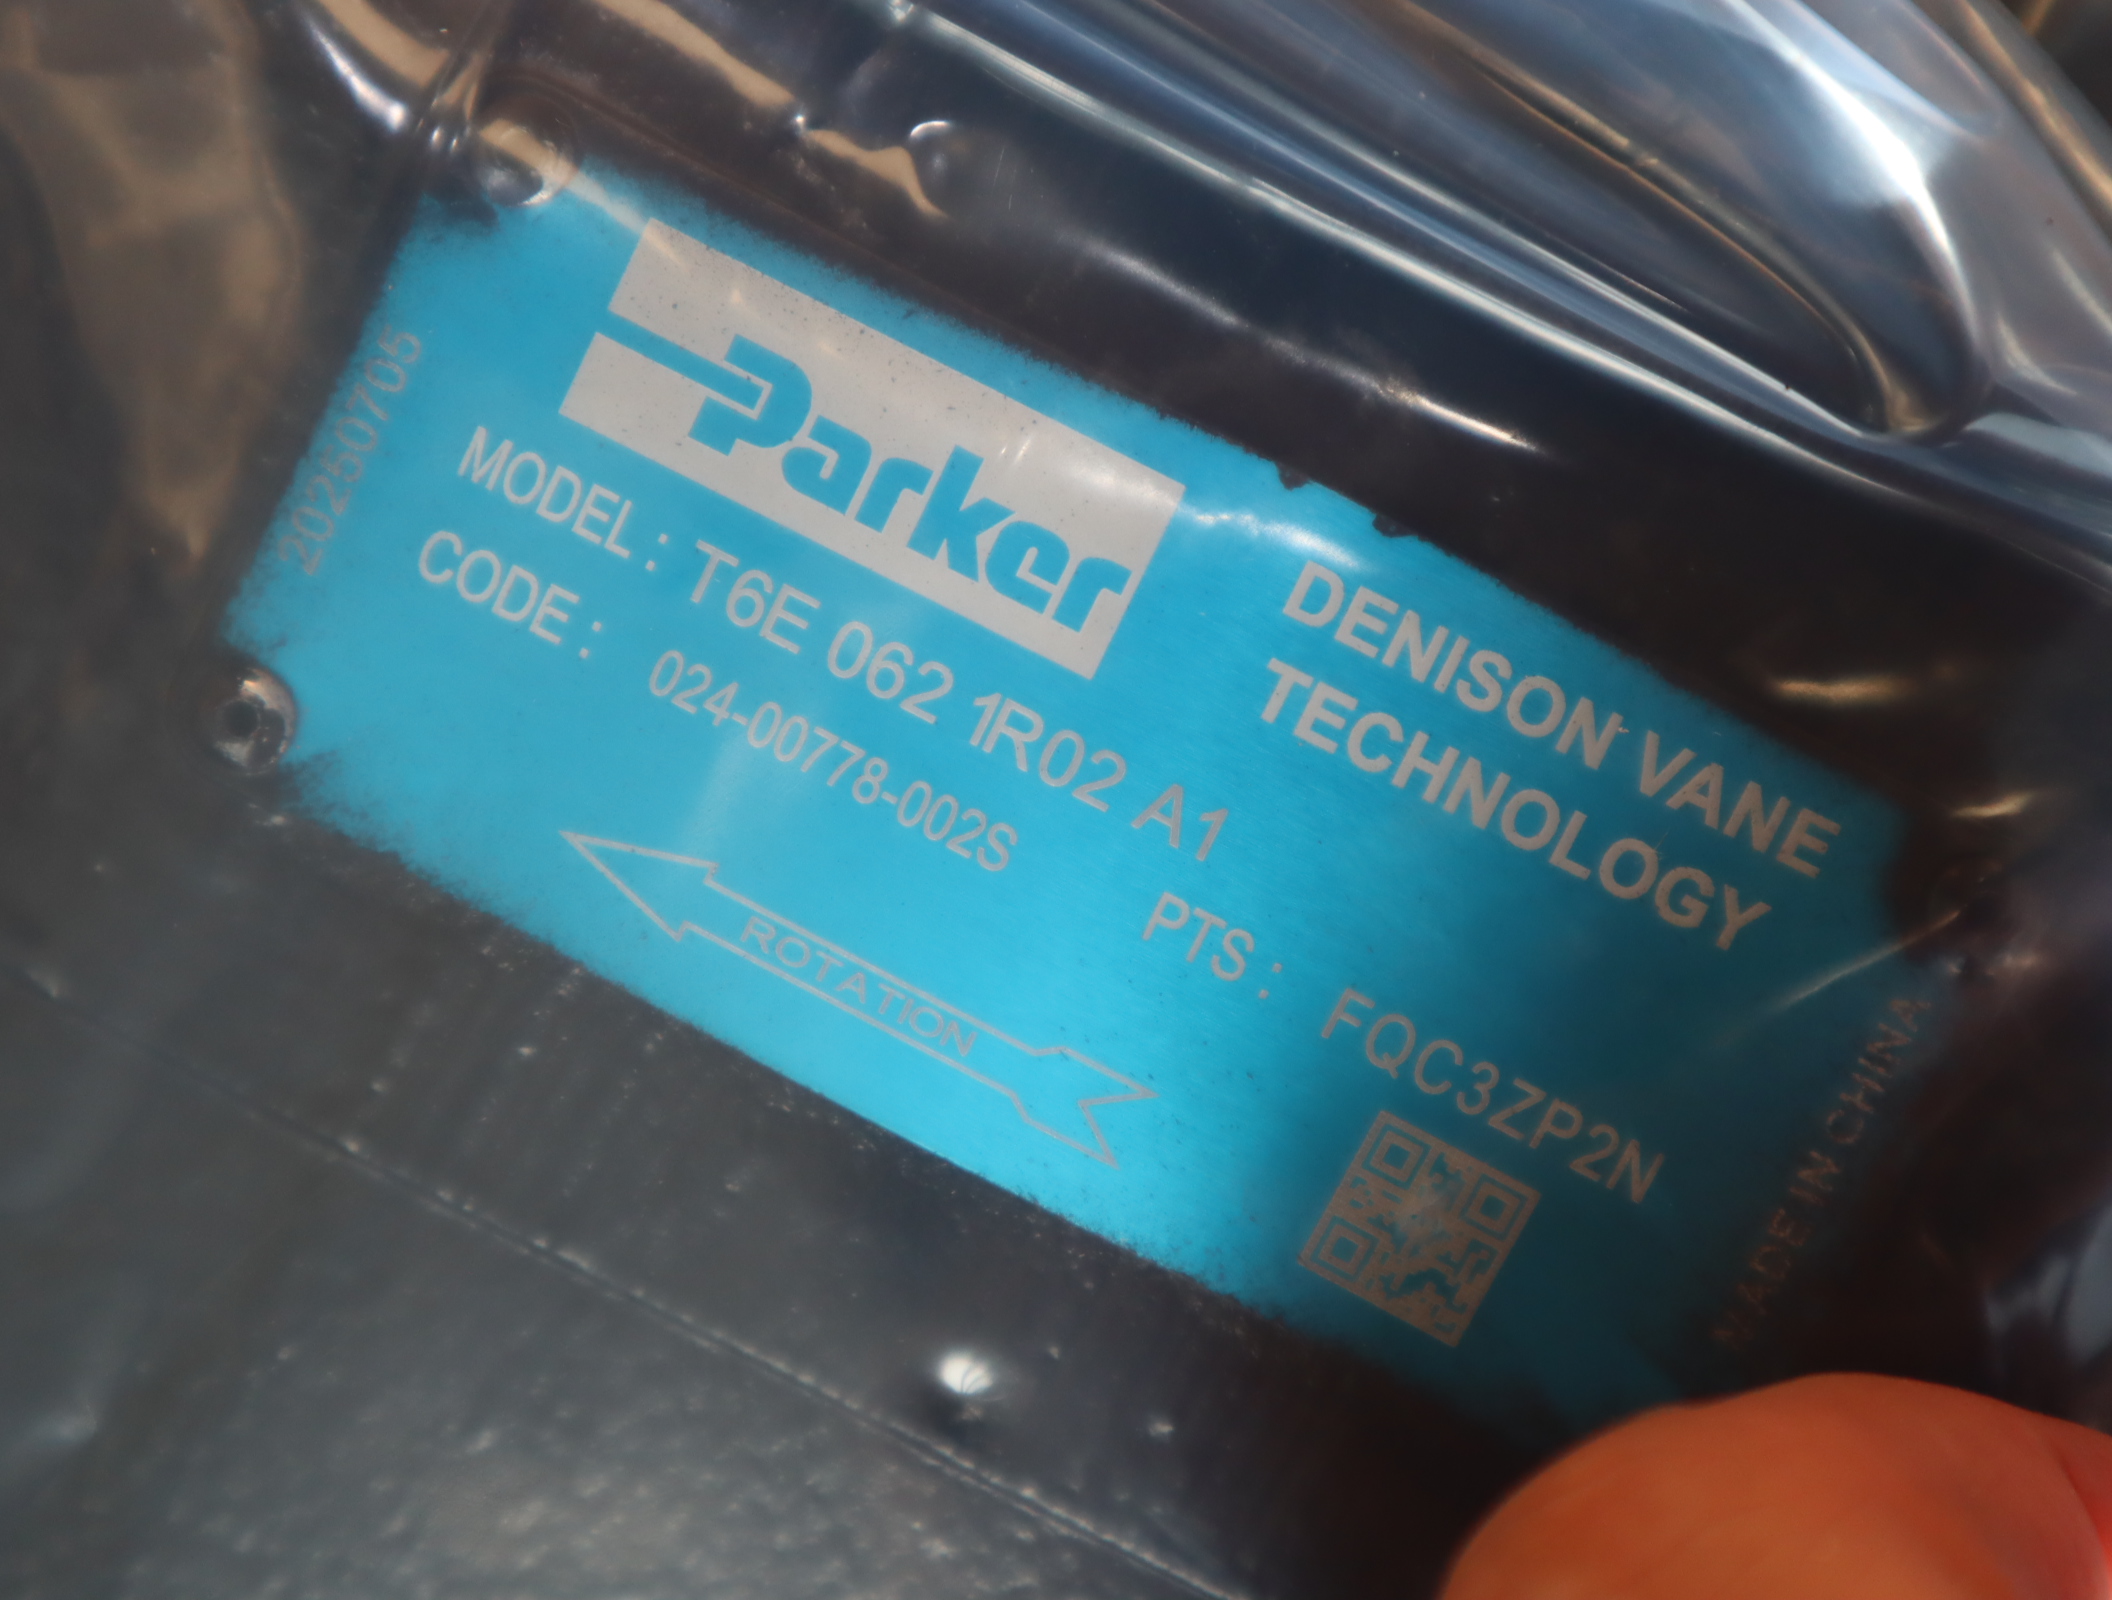 Parker
DENISON VANE
TECHNOLOGY
MODEL : T6E 062 1R02 A1
CODE : 024-00778-002S
PTS : FQC3ZP2N
ROTATION
20250705
MADE IN CHINA